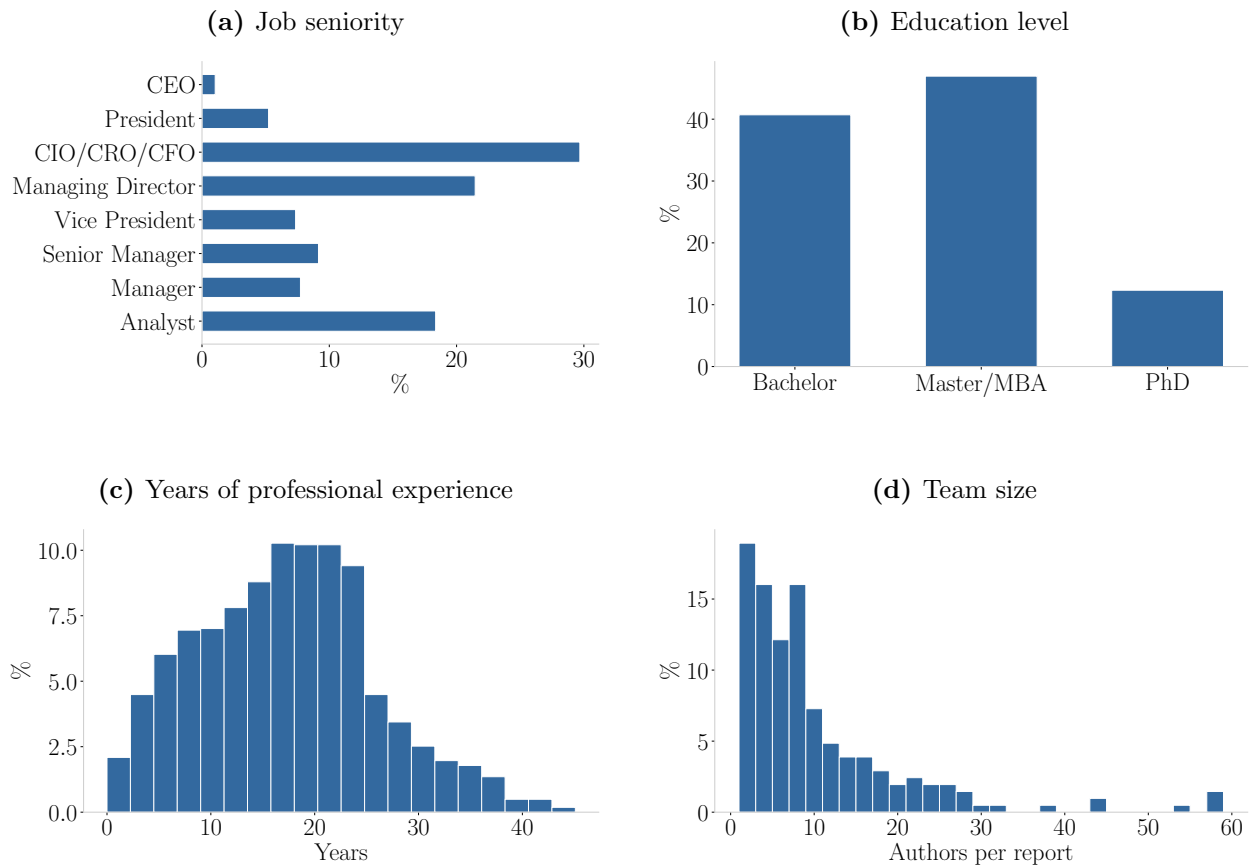 (a) Job seniority
CEO
President
CIO/CRO/CFO
Managing Director
Vice President
Senior Manager
Manager
Analyst
0 10 20 30
%
(b) Education level
40
30
20
10
0
%
Bachelor Master/MBA PhD
(c) Years of professional experience
10.0
7.5
5.0
2.5
0.0
%
0 10 20 30 40
Years
(d) Team size
15
10
5
0
%
0 10 20 30 40 50 60
Authors per report